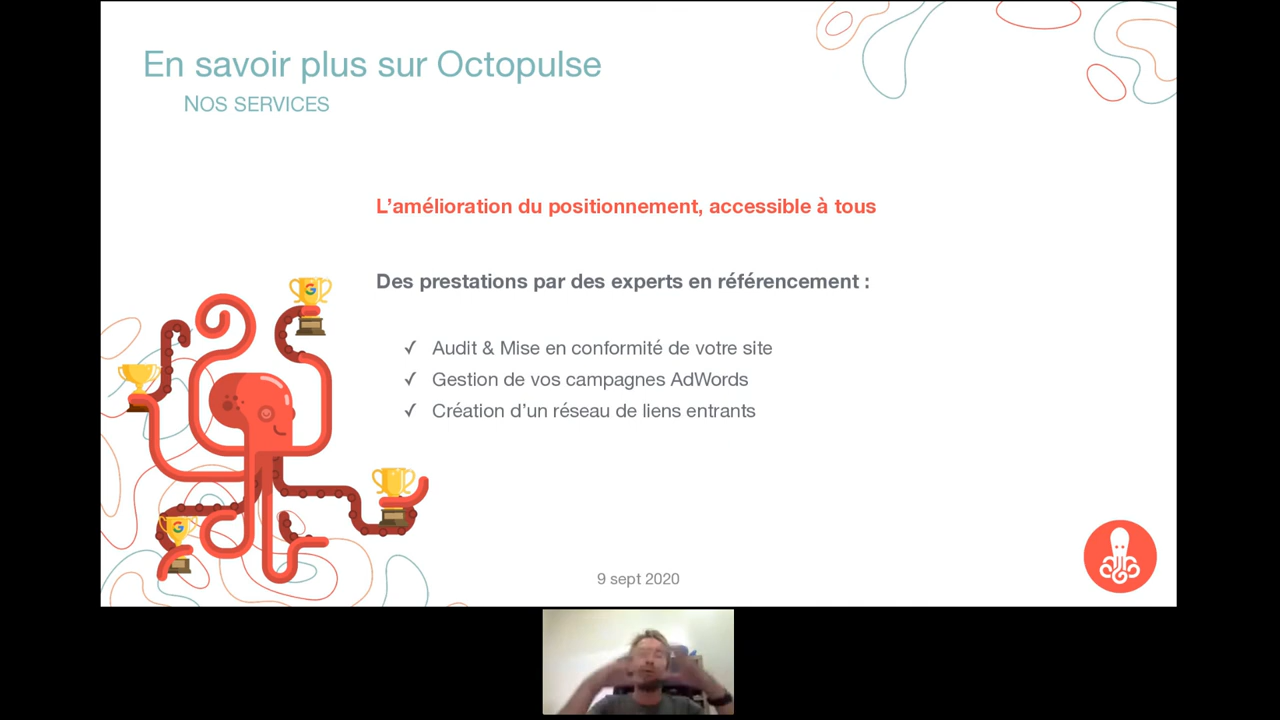 En savoir plus sur Octopulse
NOS SERVICES
L’amélioration du positionnement, accessible à tous
Des prestations par des experts en référencement :
✓ Audit & Mise en conformité de votre site
✓ Gestion de vos campagnes AdWords
✓ Création d’un réseau de liens entrants
G
G
9 sept 2020